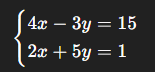 4x − 3y = 15
2x + 5y = 1